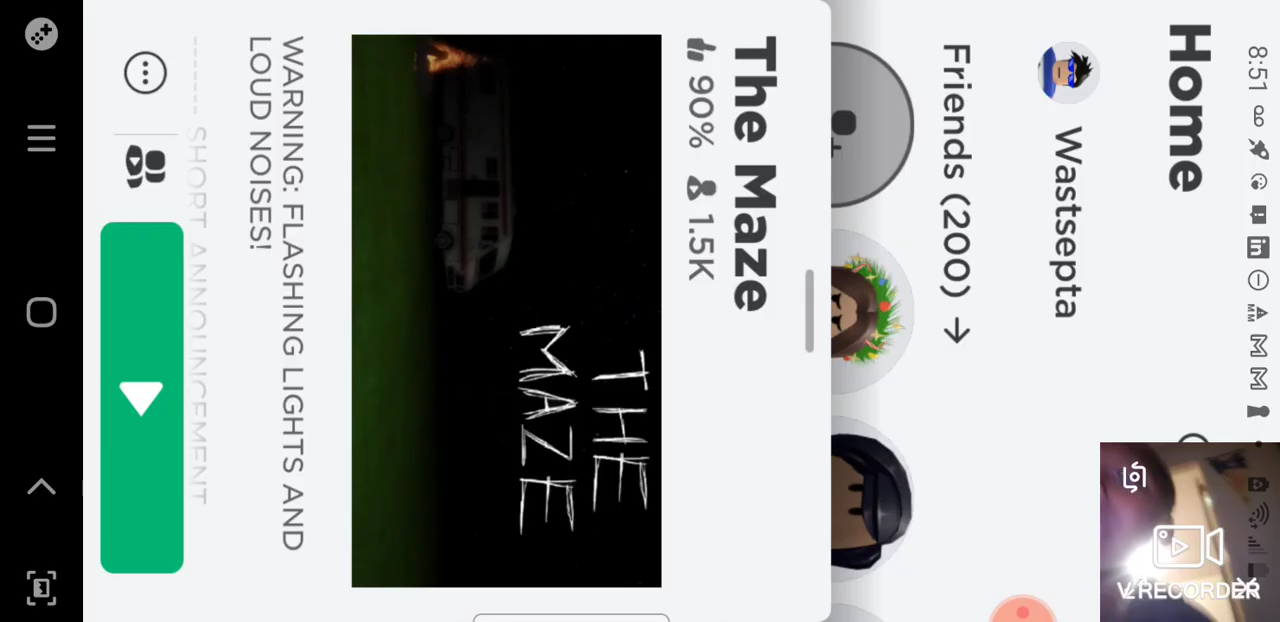 8:51
Home
Wastsepta
Friends (200) →
The Maze
90% 1.5K
THE
MAZE
WARNING: FLASHING LIGHTS AND
LOUD NOISES!
------- SHORT ANNOUNCEMENT
V RECORDER